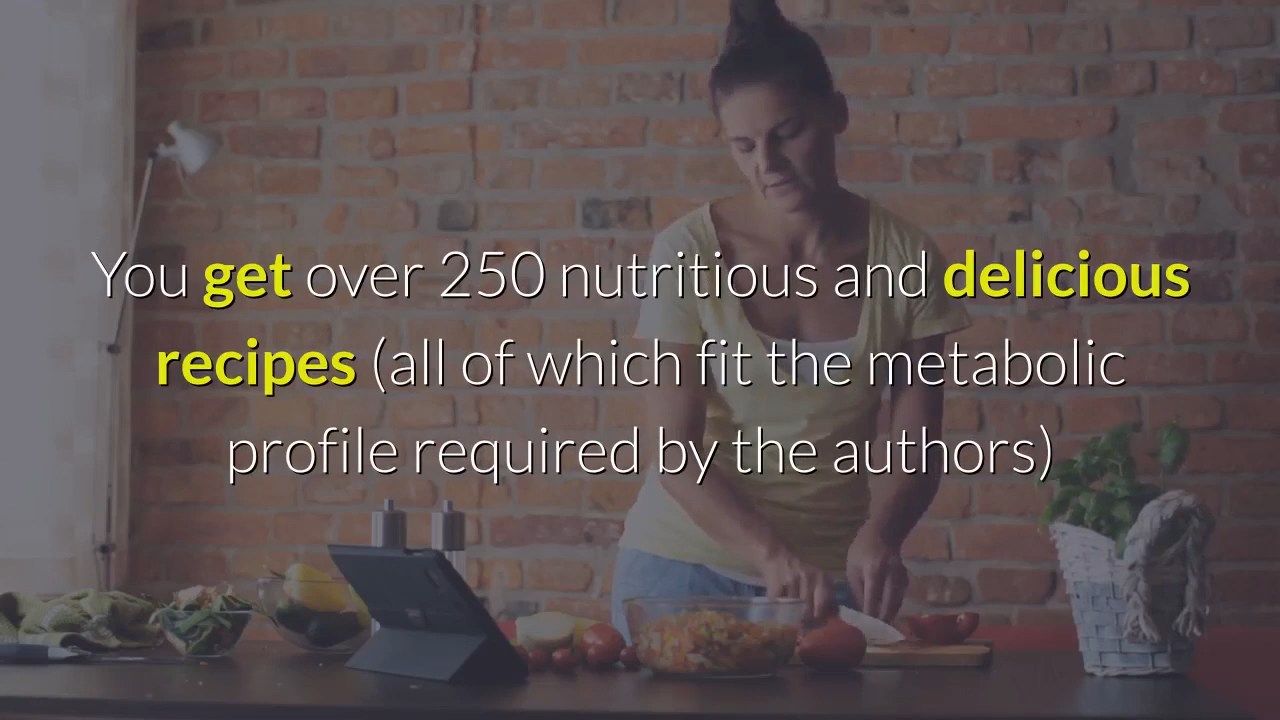 You get over 250 nutritious and delicious
recipes (all of which fit the metabolic
profile required by the authors)